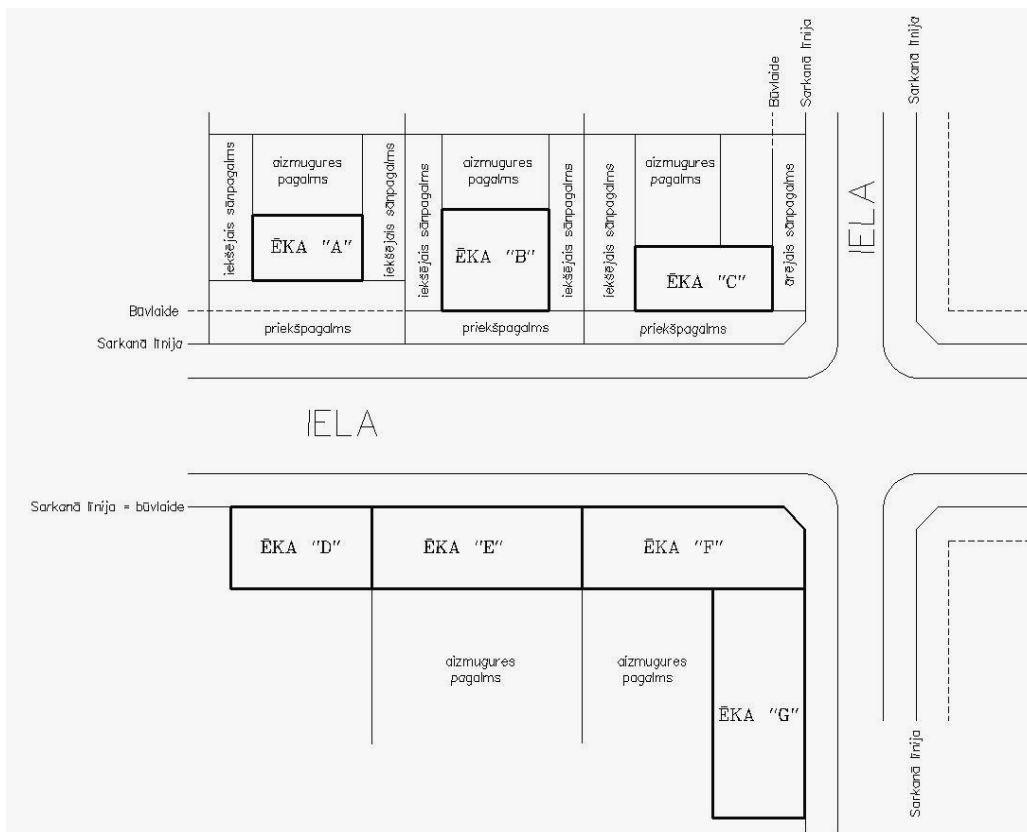 Būvlaide
Sarkanā līnija
Sarkanā līnija
iekšējais sānpagalms
aizmugures
pagalms
iekšējais sānpagalms
iekšējais sānpagalms
aizmugures
pagalms
iekšējais sānpagalms
iekšējais sānpagalms
aizmugures
pagalms
ārējais sānpagalms
IELA
ĒKA "A"
ĒKA "B"
ĒKA "C"
Būvlaide
priekšpagalms
priekšpagalms
priekšpagalms
Sarkanā līnija
IELA
Sarkanā līnija = būvlaide
ĒKA "D"
ĒKA "E"
ĒKA "F"
aizmugures
pagalms
aizmugures
pagalms
ĒKA "G"
Sarkanā līnija